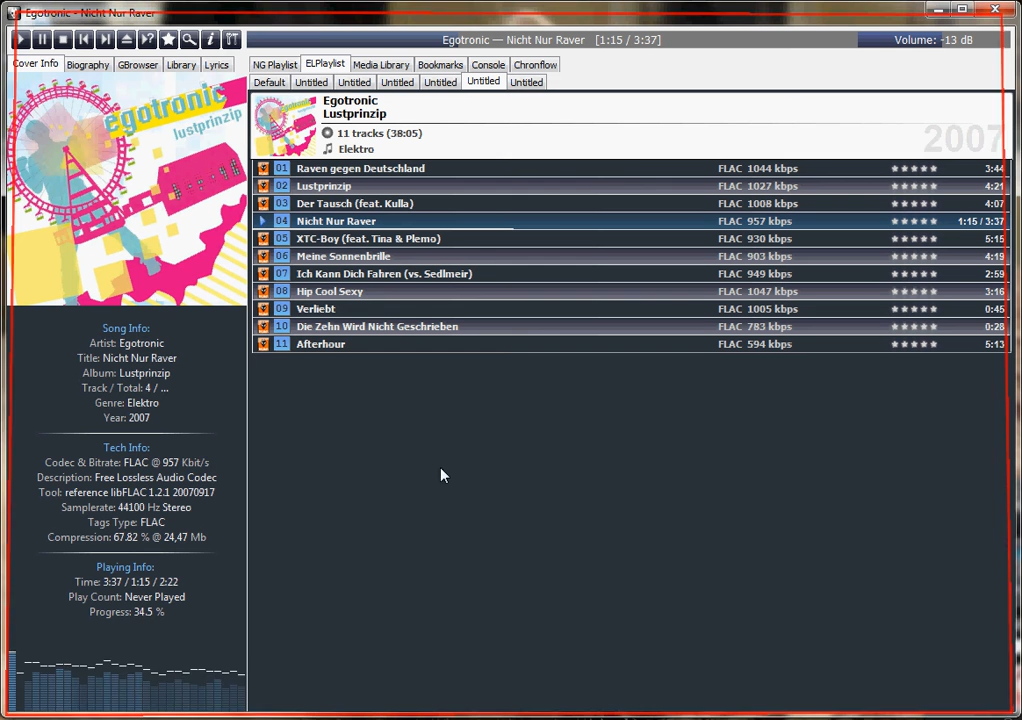 Egotronic - Nicht Nur Raver
Egotronic — Nicht Nur Raver [1:15 / 3:37]
Volume: -13 dB
Cover Info Biography GBrowser Library Lyrics
NG Playlist ELPlaylist Media Library Bookmarks Console Chronflow
Default Untitled Untitled Untitled Untitled Untitled Untitled
egotronic
lustprinzip
Egotronic
Lustprinzip
11 tracks (38:05)
Elektro
2007
01 Raven gegen Deutschland FLAC 1044 kbps 3:44
02 Lustprinzip FLAC 1027 kbps 4:21
03 Der Tausch (feat. Kulla) FLAC 1008 kbps 4:07
04 Nicht Nur Raver FLAC 957 kbps 1:15 / 3:37
05 XTC-Boy (feat. Tina & Plemo) FLAC 930 kbps 5:15
06 Meine Sonnenbrille FLAC 903 kbps 4:19
07 Ich Kann Dich Fahren (vs. Sedlmeir) FLAC 949 kbps 2:59
08 Hip Cool Sexy FLAC 1047 kbps 3:16
09 Verliebt FLAC 1005 kbps 0:45
10 Die Zehn Wird Nicht Geschrieben FLAC 783 kbps 0:28
11 Afterhour FLAC 594 kbps 5:13
Song Info:
Artist: Egotronic
Title: Nicht Nur Raver
Album: Lustprinzip
Track / Total: 4 / ...
Genre: Elektro
Year: 2007
Tech Info:
Codec & Bitrate: FLAC @ 957 Kbit/s
Description: Free Lossless Audio Codec
Tool: reference libFLAC 1.2.1 20070917
Samplerate: 44100 Hz Stereo
Tags Type: FLAC
Compression: 67.82 % @ 24,47 Mb
Playing Info:
Time: 3:37 / 1:15 / 2:22
Play Count: Never Played
Progress: 34.5 %